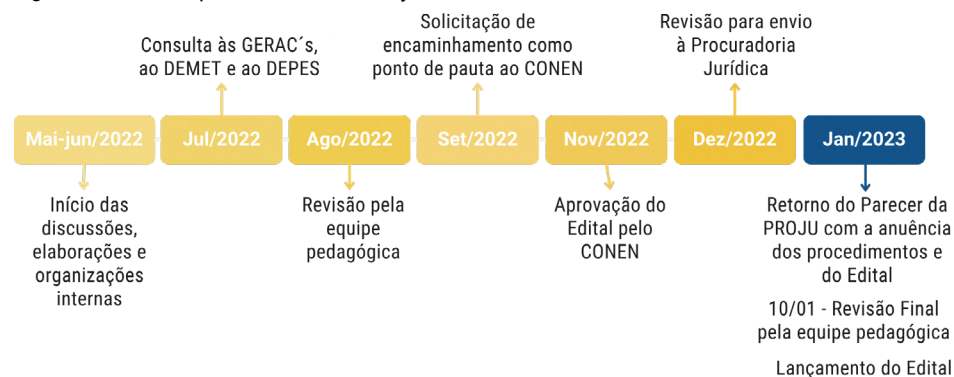 Solicitação de
encaminhamento como
ponto de pauta ao CONEN
Revisão para envio
à Procuradoria
Jurídica
Consulta às GERAC´s,
ao DEMET e ao DEPES
Mai-jun/2022
Jul/2022
Ago/2022
Set/2022
Nov/2022
Dez/2022
Jan/2023
Início das
discussões,
elaborações e
organizações
internas
Revisão pela
equipe
pedagógica
Aprovação do
Edital pelo
CONEN
Retorno do Parecer da
PROJU com a anuência
dos procedimentos e
do Edital
10/01 - Revisão Final
pela equipe pedagógica
Lançamento do Edital